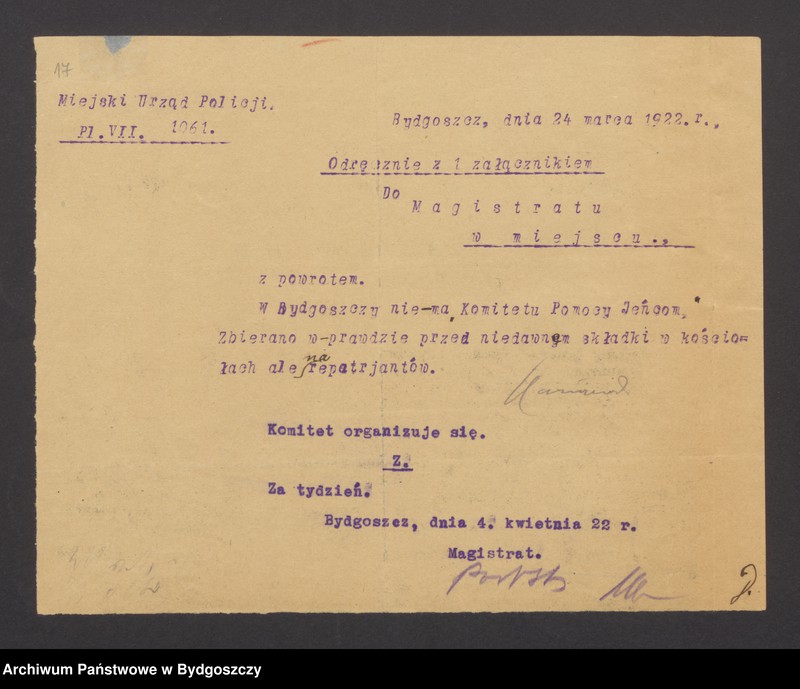 17
Miejski Urząd Policji.
Pl.VII. 1061.
Bydgoszcz, dnia 24 marca 1922.r.,
Odręcznie z 1 załącznikiem
Do
Magistratu
w miejscu.,
z powrotem.
W Bydgoszczy nie-ma „Komitetu Pomocy Jeńcom"
Zbierano w-prawdzie przed niedawnem składki w kościo=
łach ale na repatrjantów.
Komitet organizuje się.
Z.
Za tydzień.
Bydgoszcz, dnia 4. kwietnia 22 r.
Magistrat.
Archiwum Państwowe w Bydgoszczy